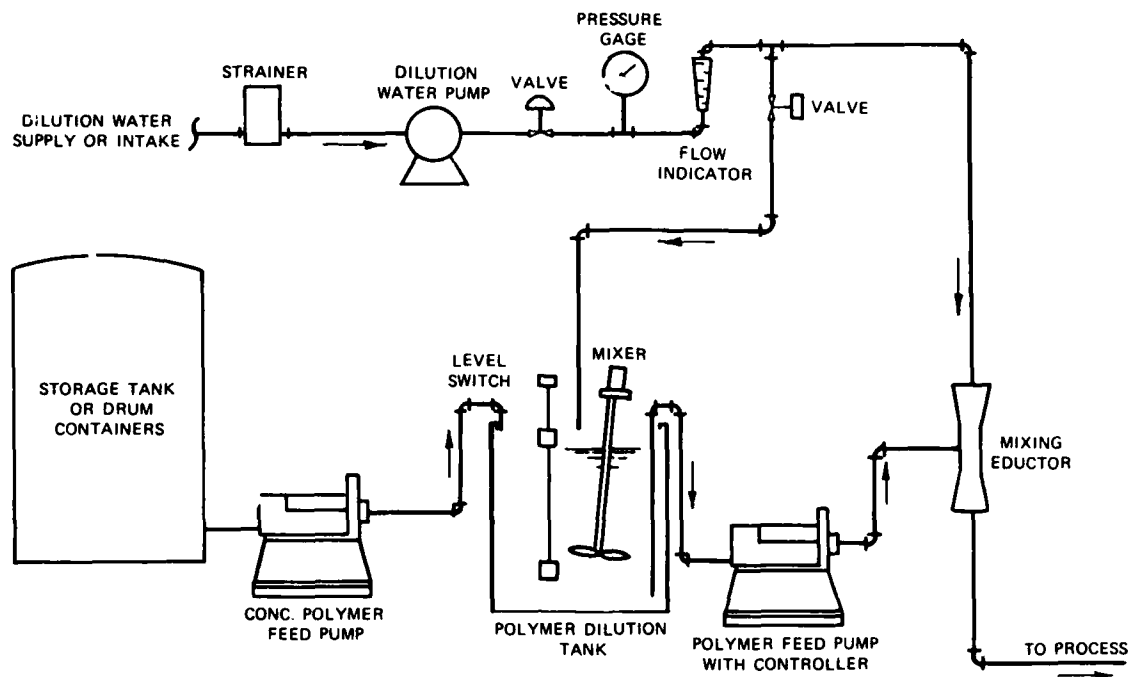 PRESSURE
GAGE
STRAINER
DILUTION
WATER PUMP
VALVE
DILUTION WATER
SUPPLY OR INTAKE
VALVE
FLOW
INDICATOR
STORAGE TANK
OR DRUM
CONTAINERS
LEVEL
SWITCH
MIXER
MIXING
EDUCTOR
CONC. POLYMER
FEED PUMP
POLYMER DILUTION
TANK
POLYMER FEED PUMP
WITH CONTROLLER
TO PROCESS